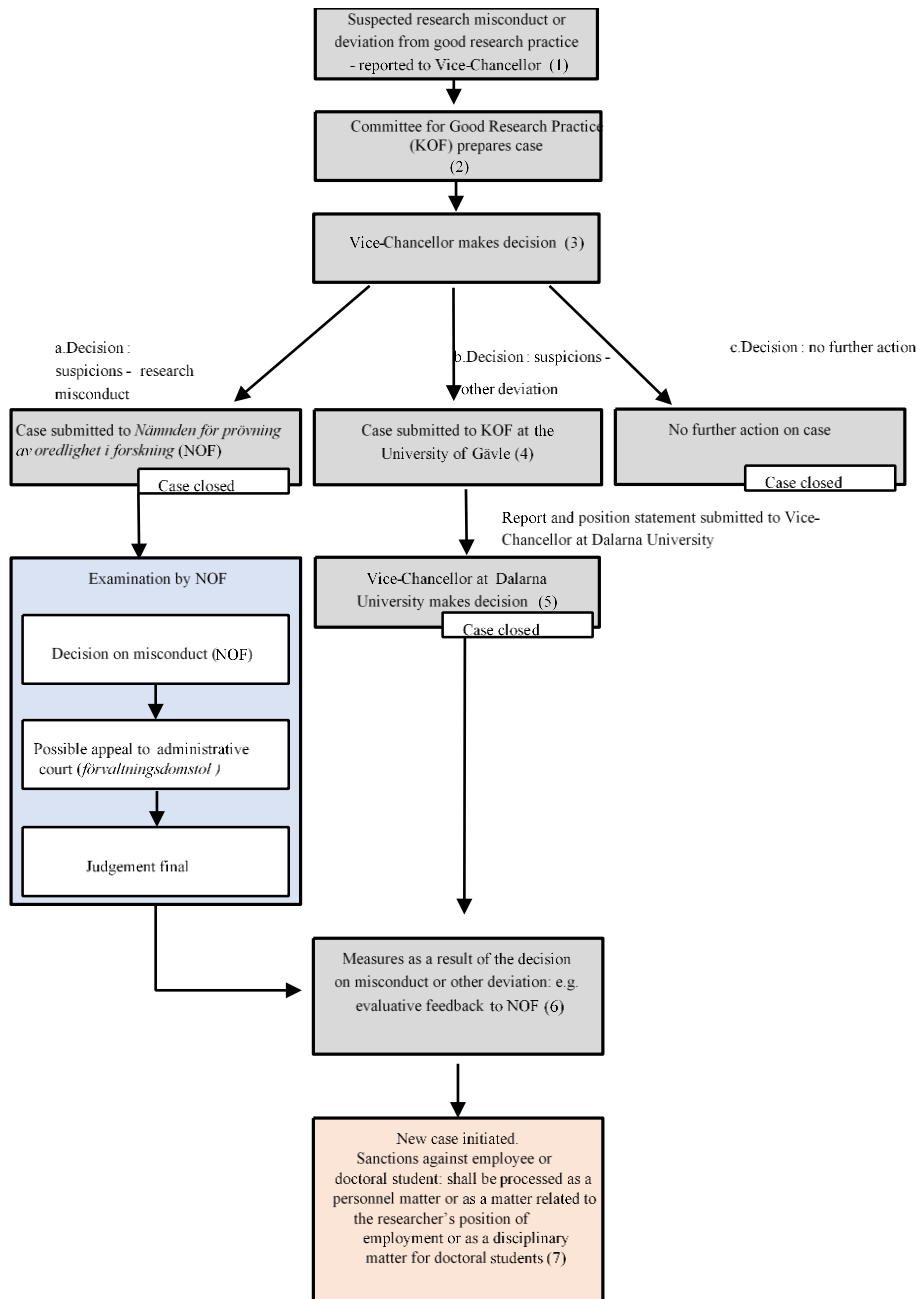 Suspected research misconduct or
deviation from good research practice
- reported to Vice-Chancellor (1)
Committee for Good Research Practice
(KOF) prepares case
(2)
Vice-Chancellor makes decision (3)
a.Decision :
suspicions - research
misconduct
b.Decision : suspicions -
other deviation
c.Decision : no further action
Case submitted to Nämnden för prövning
av oredlighet i forskning (NOF)
Case closed
Case submitted to KOF at the
University of Gävle (4)
No further action on case
Case closed
Report and position statement submitted to Vice-
Chancellor at Dalarna University
Examination by NOF
Vice-Chancellor at Dalarna
University makes decision (5)
Case closed
Decision on misconduct (NOF)
Possible appeal to administrative
court (förvaltningsdomstol )
Judgement final
Measures as a result of the decision
on misconduct or other deviation: e.g.
evaluative feedback to NOF (6)
New case initiated.
Sanctions against employee or
doctoral student: shall be processed as a
personnel matter or as a matter related to
the researcher’s position of
employment or as a disciplinary
matter for doctoral students (7)